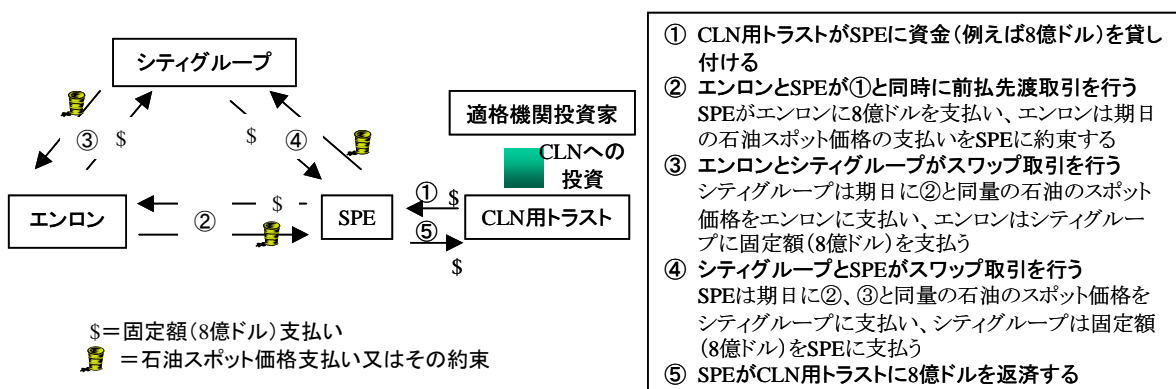 シティグループ
③
$
$
④
適格機関投資家
CLNへの
投資
エンロン
②
$
SPE
①
$
CLN用トラスト
⑤
$
$=固定額(8億ドル)支払い
=石油スポット価格支払い又はその約束
① CLN用トラストがSPEに資金(例えば8億ドル)を貸し
付ける
② エンロンとSPEが①と同時に前払先渡取引を行う
SPEがエンロンに8億ドルを支払い、エンロンは期日
の石油スポット価格の支払いをSPEに約束する
③ エンロンとシティグループがスワップ取引を行う
シティグループは期日に②と同量の石油のスポット
価格をエンロンに支払い、エンロンはシティグルー
プに固定額(8億ドル)を支払う
④ シティグループとSPEがスワップ取引を行う
SPEは期日に②、③と同量の石油のスポット価格を
シティグループに支払い、シティグループは固定額
(8億ドル)をSPEに支払う
⑤ SPEがCLN用トラストに8億ドルを返済する